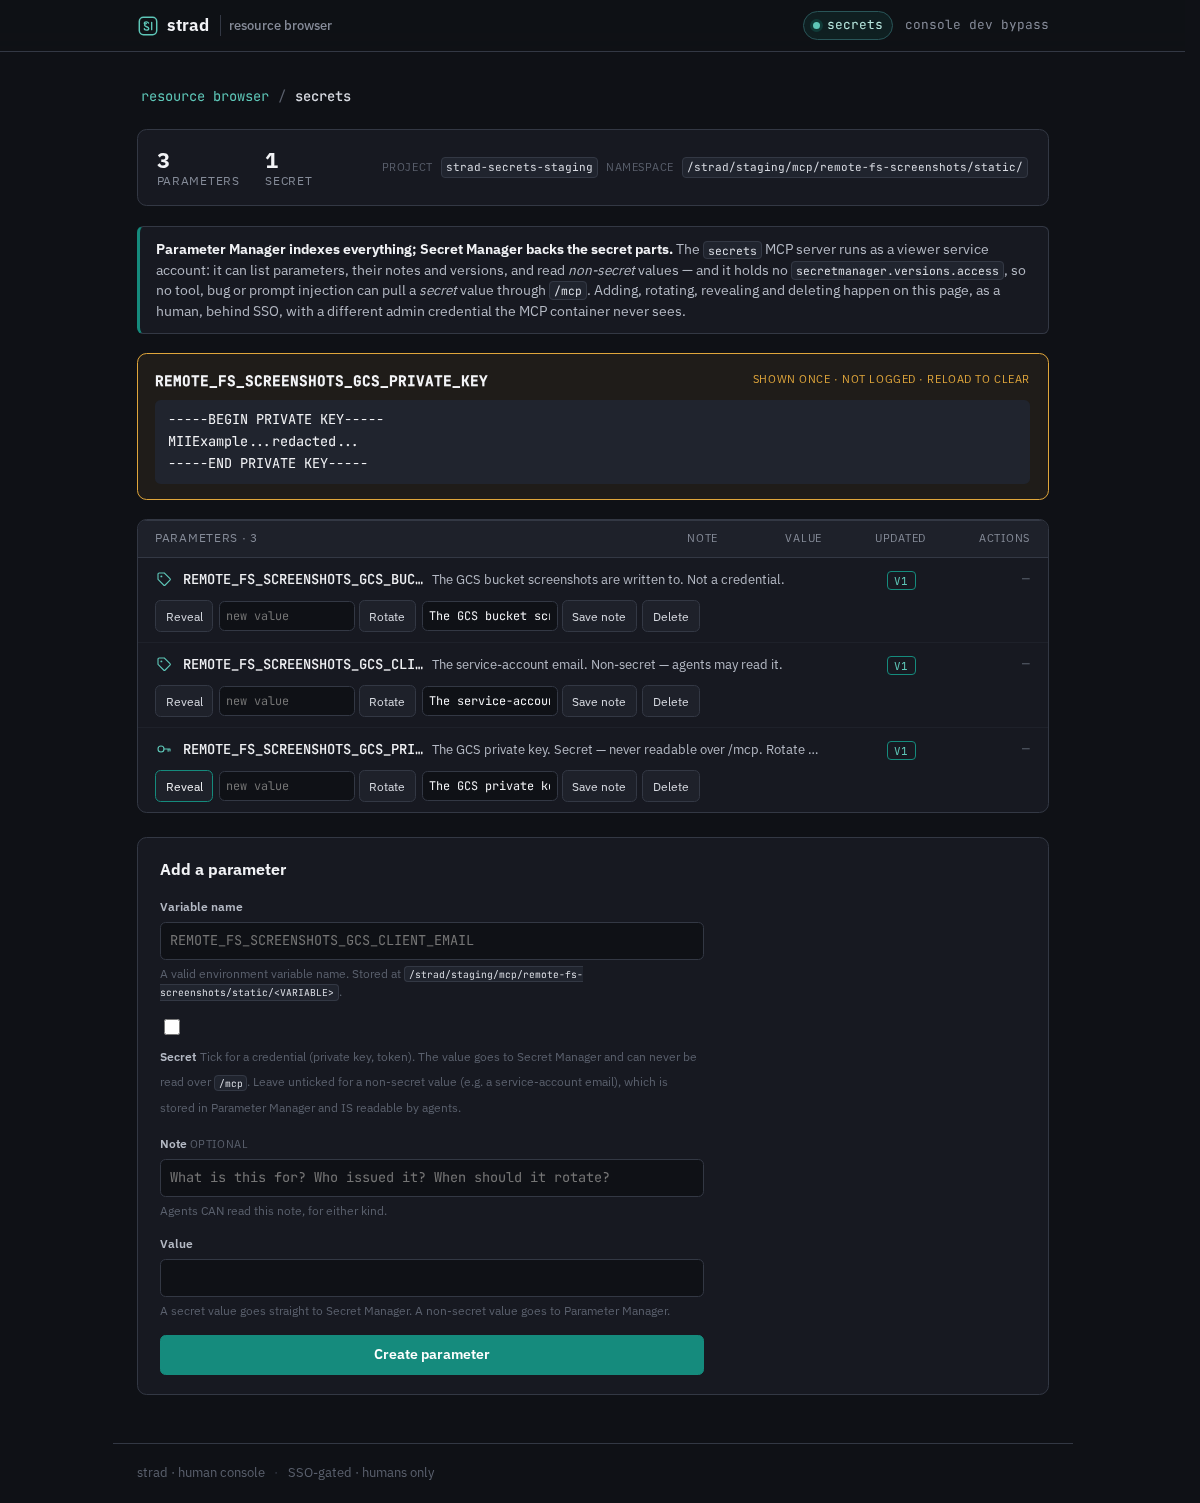 strad resource browser secrets console dev bypass
resource browser / secrets
3 1
PARAMETERS SECRET PROJECT strad-secrets-staging NAMESPACE /strad/staging/mcp/remote-fs-screenshots/static/
Parameter Manager indexes everything; Secret Manager backs the secret parts. The secrets MCP server runs as a viewer service
account: it can list parameters, their notes and versions, and read non-secret values — and it holds no secretmanager.versions.access, so
no tool, bug or prompt injection can pull a secret value through /mcp. Adding, rotating, revealing and deleting happen on this page, as a
human, behind SSO, with a different admin credential the MCP container never sees.
REMOTE_FS_SCREENSHOTS_GCS_PRIVATE_KEY SHOWN ONCE · NOT LOGGED · RELOAD TO CLEAR
-----BEGIN PRIVATE KEY-----
MIIExample...redacted...
-----END PRIVATE KEY-----
PARAMETERS · 3 NOTE VALUE UPDATED ACTIONS
REMOTE_FS_SCREENSHOTS_GCS_BUC… The GCS bucket screenshots are written to. Not a credential. V1 —
Reveal new value Rotate The GCS bucket scr Save note Delete
REMOTE_FS_SCREENSHOTS_GCS_CLI… The service-account email. Non-secret — agents may read it. V1 —
Reveal new value Rotate The service-accoun Save note Delete
REMOTE_FS_SCREENSHOTS_GCS_PRI… The GCS private key. Secret — never readable over /mcp. Rotate … V1 —
Reveal new value Rotate The GCS private ke Save note Delete
Add a parameter
Variable name
REMOTE_FS_SCREENSHOTS_GCS_CLIENT_EMAIL
A valid environment variable name. Stored at /strad/staging/mcp/remote-fs-
screenshots/static/<VARIABLE>.
Secret Tick for a credential (private key, token). The value goes to Secret Manager and can never be
read over /mcp. Leave unticked for a non-secret value (e.g. a service-account email), which is
stored in Parameter Manager and IS readable by agents.
Note OPTIONAL
What is this for? Who issued it? When should it rotate?
Agents CAN read this note, for either kind.
Value
A secret value goes straight to Secret Manager. A non-secret value goes to Parameter Manager.
Create parameter
strad · human console · SSO-gated · humans only